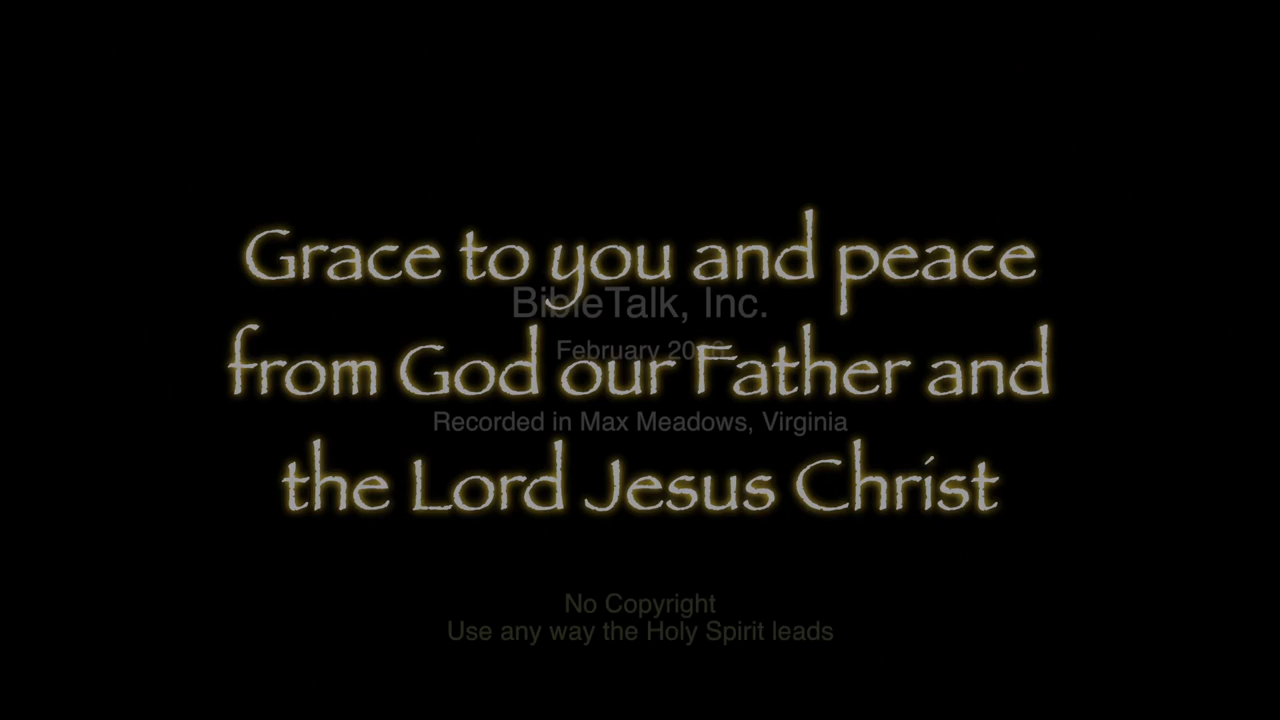 Grace to you and peace
BibleTalk, Inc.
February
from God our Father and
Recorded in Max Meadows, Virginia
the Lord Jesus Christ
No Copyright
Use any way the Holy Spirit leads